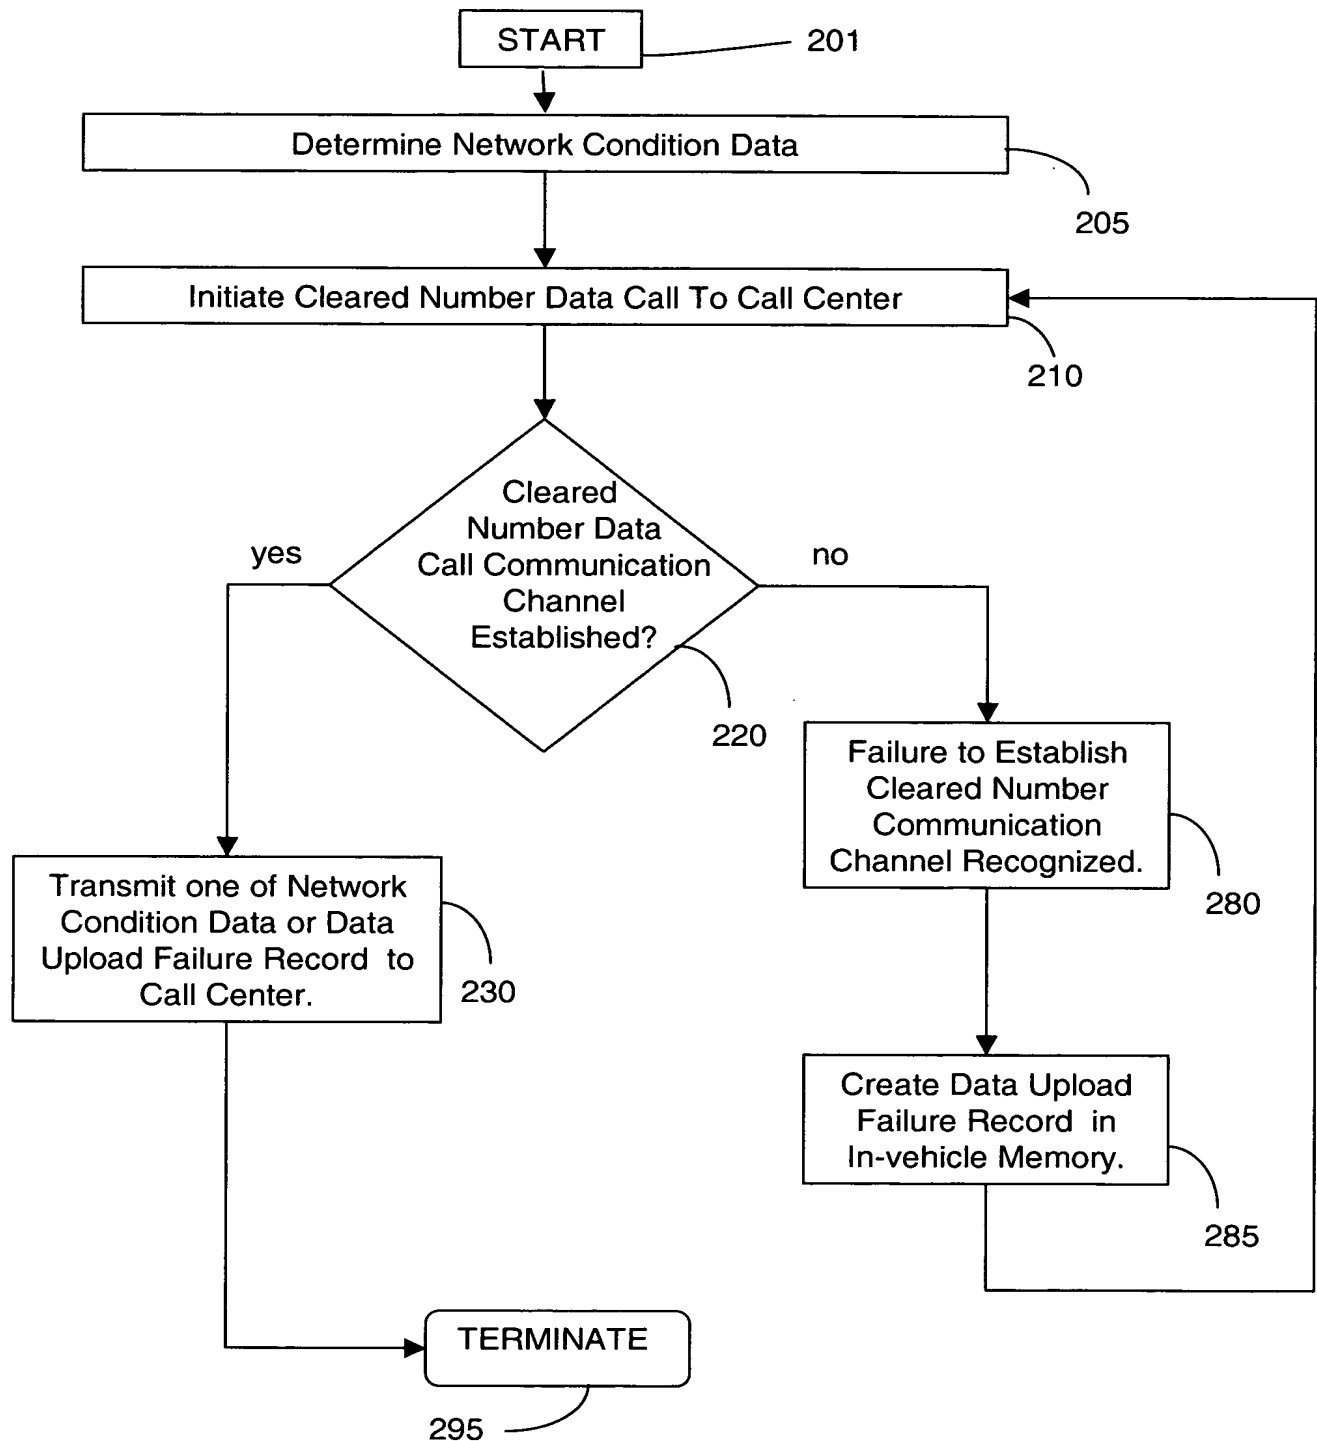 START
201
Determine Network Condition Data
205
Initiate Cleared Number Data Call To Call Center
210
Cleared
Number Data
Call Communication
Channel
Established?
yes
no
220
Failure to Establish
Cleared Number
Communication
Channel Recognized.
280
Transmit one of Network
Condition Data or Data
Upload Failure Record to
Call Center.
230
Create Data Upload
Failure Record in
In-vehicle Memory.
285
TERMINATE
295